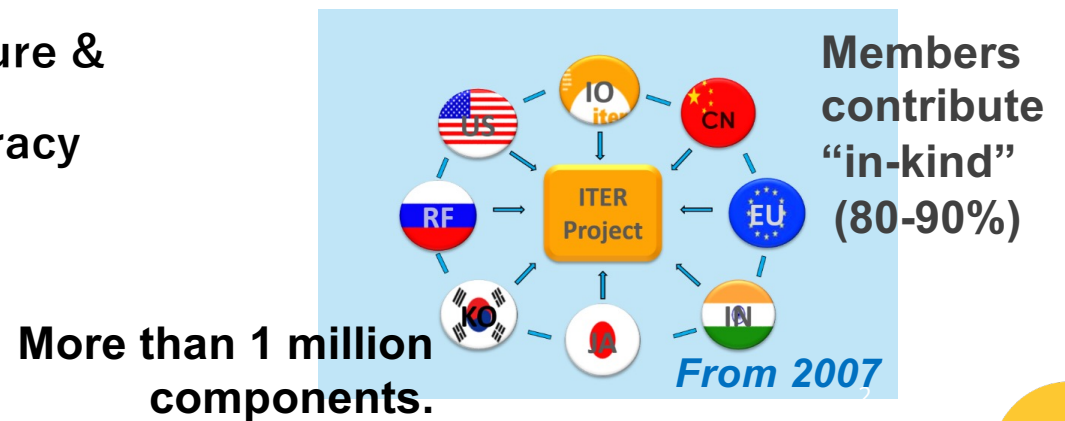 ure &
racy
Members
contribute
“in-kind”
(80-90%)
IO
iter
US
CN
ITER
Project
RF
EU
KO
JA
IN
From 2007
More than 1 million
components.